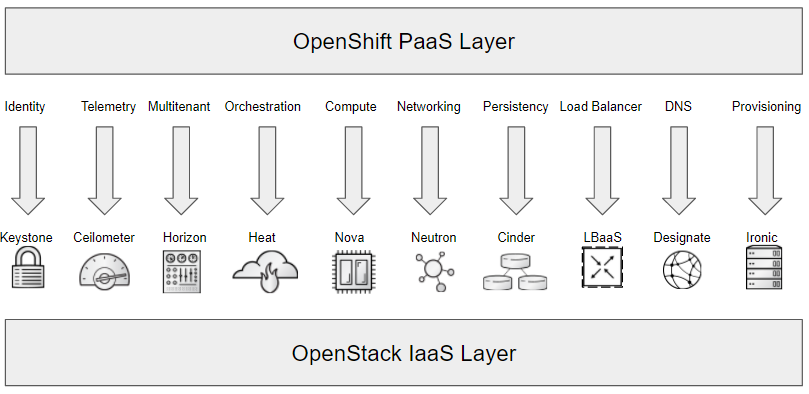 OpenShift PaaS Layer
Identity Telemetry Multitenant Orchestration Compute Networking Persistency Load Balancer DNS Provisioning
Keystone Ceilometer Horizon Heat Nova Neutron Cinder LBaaS Designate Ironic
OpenStack IaaS Layer